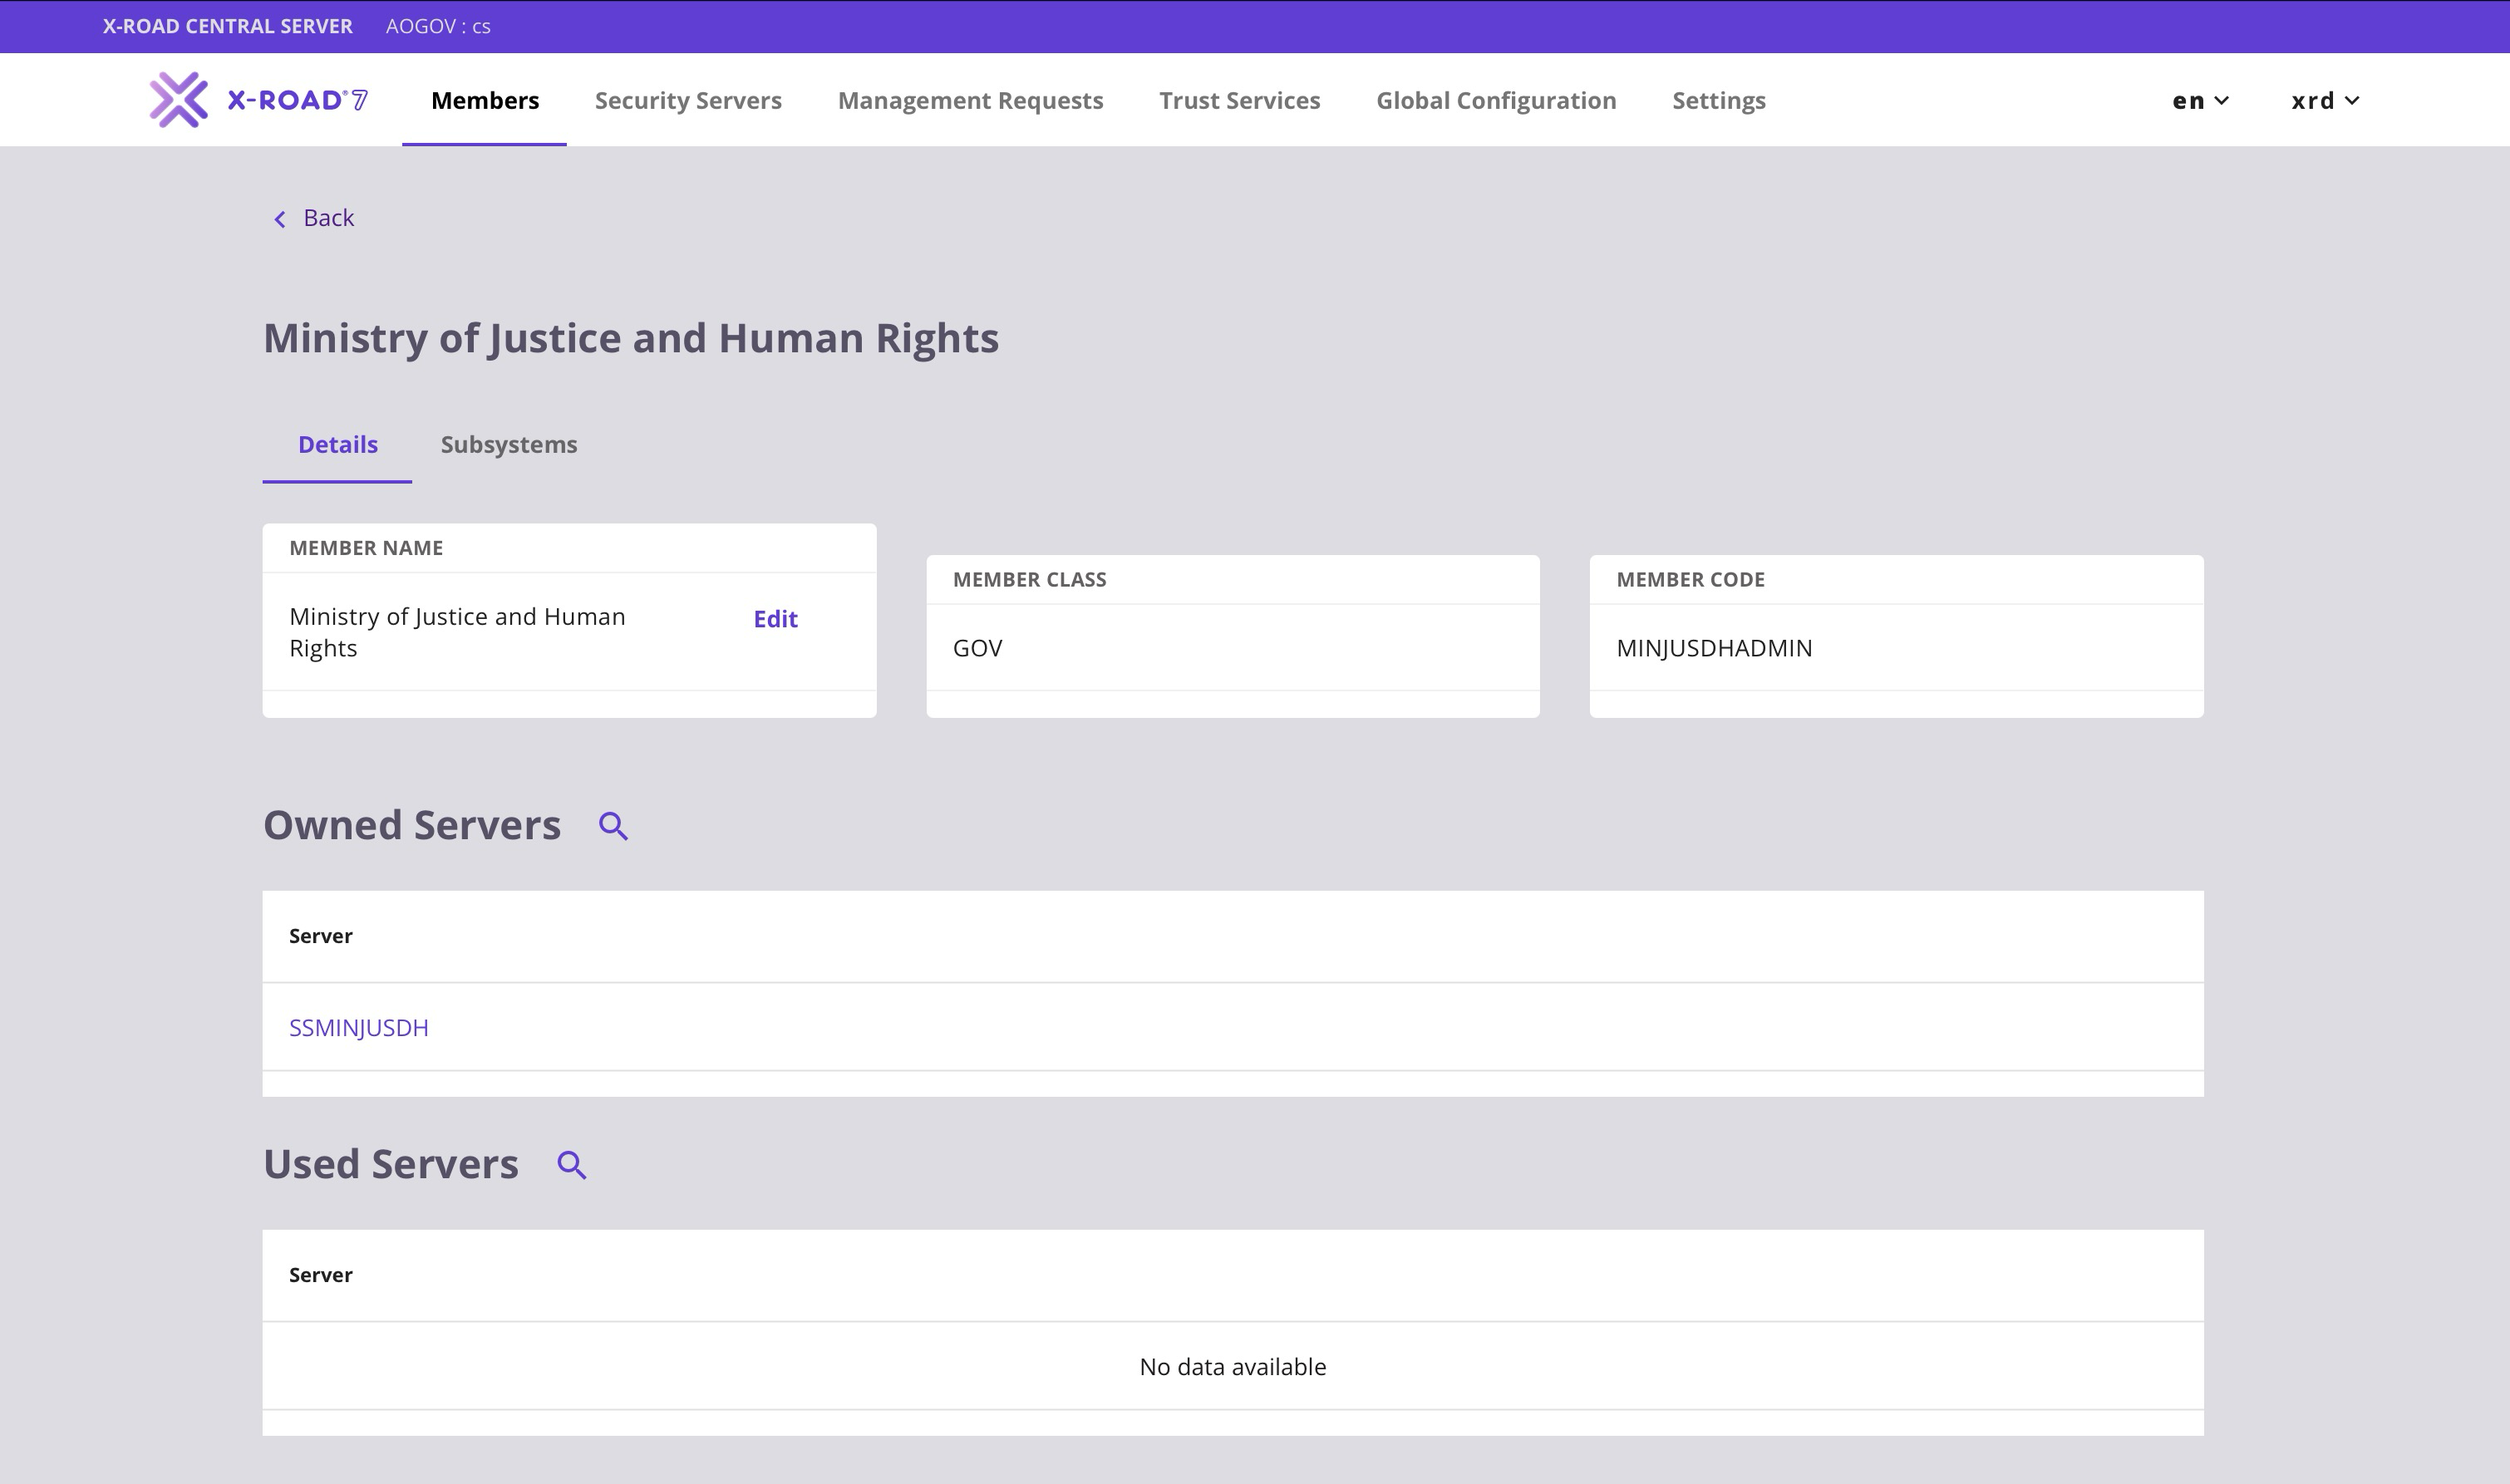 X-ROAD CENTRAL SERVER AOGOV : cs
X-ROAD® 7 Members Security Servers Management Requests Trust Services Global Configuration Settings en xrd
Back
Ministry of Justice and Human Rights
Details Subsystems
MEMBER NAME
Ministry of Justice and Human
Rights
Edit
MEMBER CLASS
GOV
MEMBER CODE
MINJUSDHADMIN
Owned Servers
Server
SSMINJUSDH
Used Servers
Server
No data available